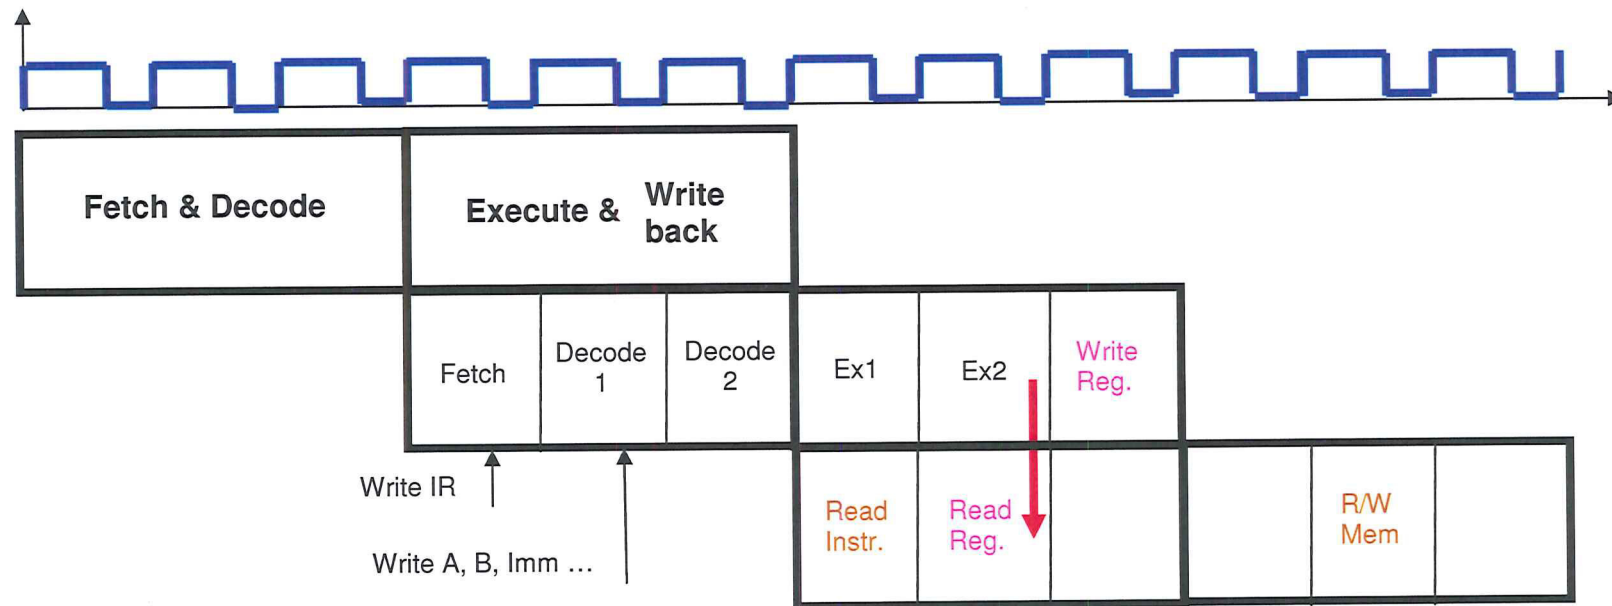 Fetch & Decode
Execute & Write
back
Fetch
Decode
1
Decode
2
Ex1
Ex2
Write
Reg.
Write IR
Write A, B, Imm ...
Read
Instr.
Read
Reg.
R/W
Mem